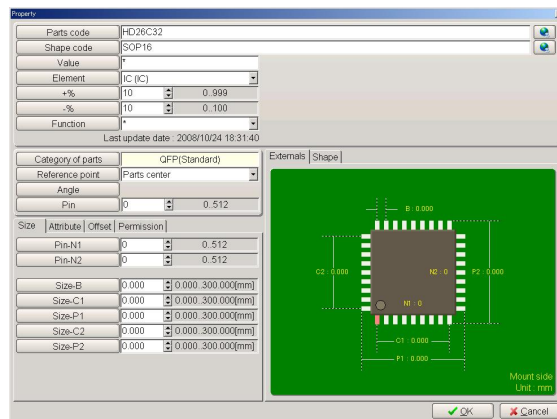 Property
Parts code HD26C32
Shape code SOP16
Value *
Element IC (IC)
+% 10 0..999
-% 10 0..100
Function *
Last update date : 2008/10/24 18:31:40
Category of parts QFP(Standard)
Reference point Parts center
Angle
Pin 0 0..512
Size Attribute Offset Permission
Pin-N1 0 0..512
Pin-N2 0 0..512
Size-B 0.000 0.000..300.000[mm]
Size-C1 0.000 0.000..300.000[mm]
Size-P1 0.000 0.000..300.000[mm]
Size-C2 0.000 0.000..300.000[mm]
Size-P2 0.000 0.000..300.000[mm]
Externals Shape
B : 0.000
C2 : 0.000
N2 : 0
P2 : 0.000
N1 : 0
C1 : 0.000
P1 : 0.000
Mount side
Unit : mm
OK Cancel